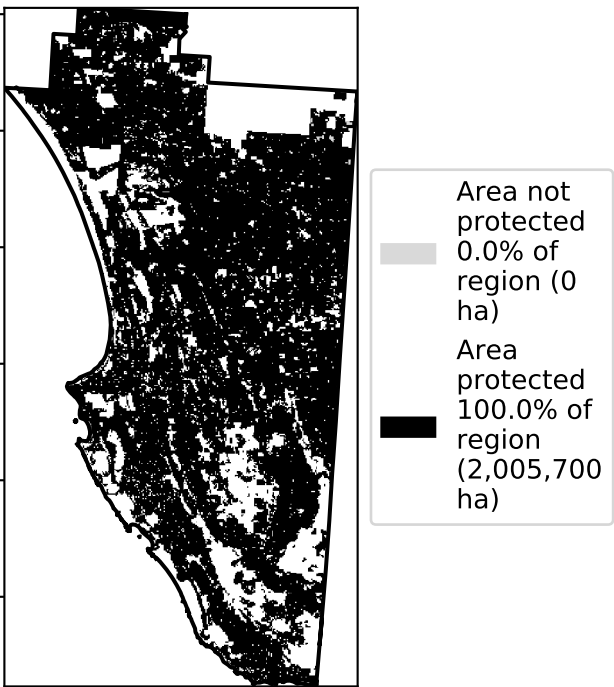 Area not
protected
0.0% of
region (0
ha)
Area
protected
100.0% of
region
(2,005,700
ha)